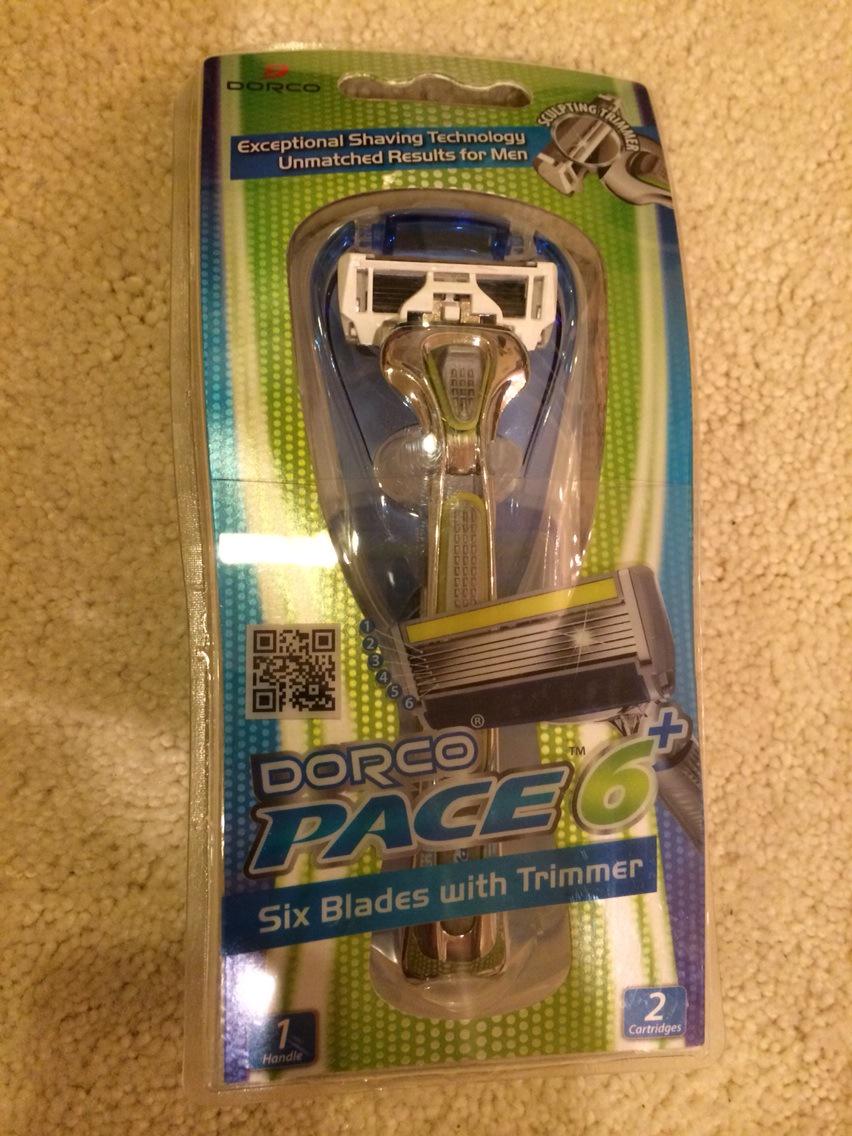 DORCO
Exceptional Shaving Technology
Unmatched Results for Men
SCULPTING TRIMMER
1
2
3
4
5
6
DORCO®
PACE™ 6+
Six Blades with Trimmer
1
Handle
2
Cartridges